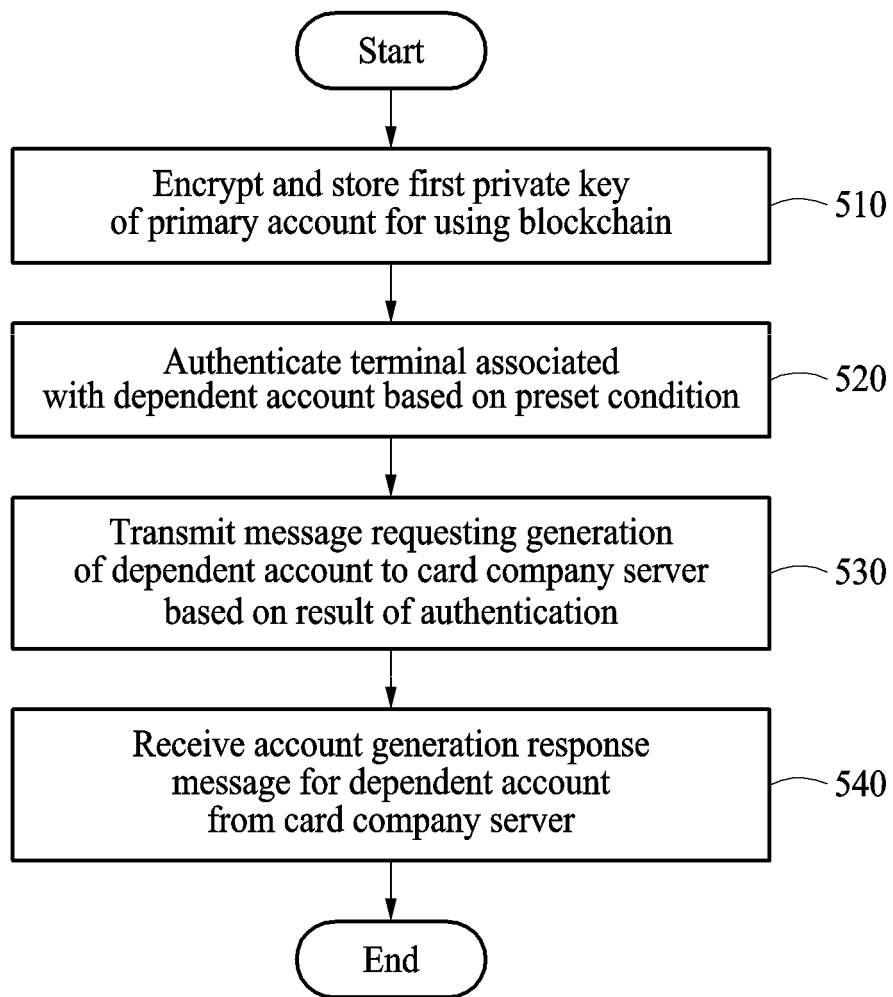 Start
Encrypt and store first private key
of primary account for using blockchain
510
Authenticate terminal associated
with dependent account based on preset condition
520
Transmit message requesting generation
of dependent account to card company server
based on result of authentication
530
Receive account generation response
message for dependent account
from card company server
540
End